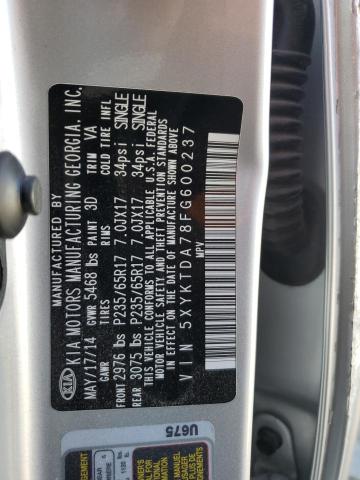 MANUFACTURED BY
KIA MOTORS MANUFACTURING GEORGIA, INC.
KIA
MAY/17/14 GVWR 5468 lbs PAINT 3D TRIM VA
GAWR TIRES RIMS COLD TIRE INFL
FRONT 2976 lbs P235/65R17 7.0JX17 34psi SINGLE
REAR 3075 lbs P235/65R17 7.0JX17 34psi SINGLE
THIS VEHICLE CONFORMS TO ALL APPLICABLE U.S.A. FEDERAL
MOTOR VEHICLE SAFETY, BUMPER, AND THEFT PREVENTION STANDARDS
IN EFFECT ON THE DATE OF MANUFACTURE SHOWN ABOVE.
VIN 5XYKTDA78FG600237
MPV
U675